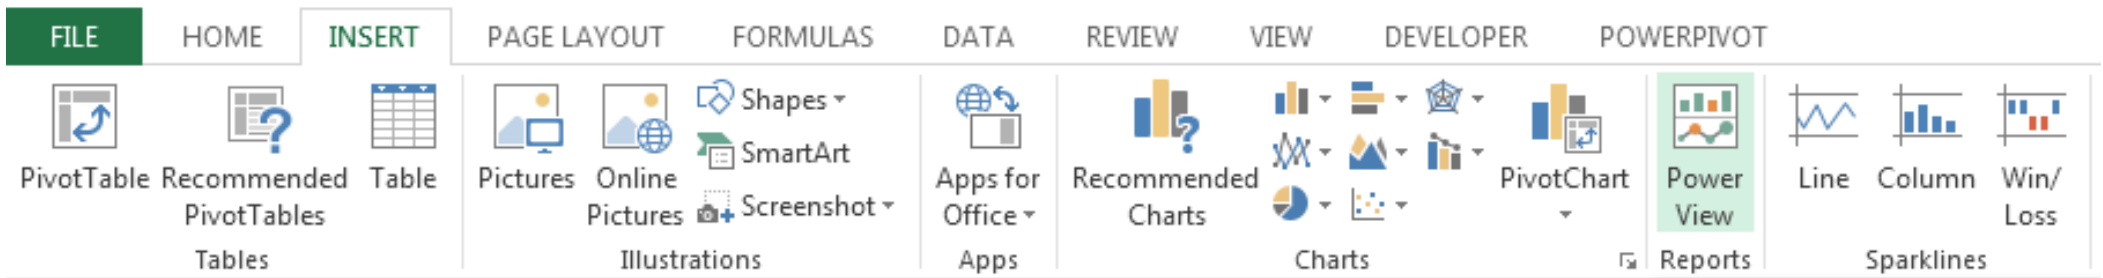 FILE HOME INSERT PAGE LAYOUT FORMULAS DATA REVIEW VIEW DEVELOPER POWERPIVOT
PivotTable
Recommended
PivotTables
Table
Tables
Pictures
Online
Pictures
Shapes
SmartArt
Screenshot
Illustrations
Apps for
Office
Apps
Recommended
Charts
PivotChart
Charts
Power
View
Reports
Line
Column
Win/
Loss
Sparklines